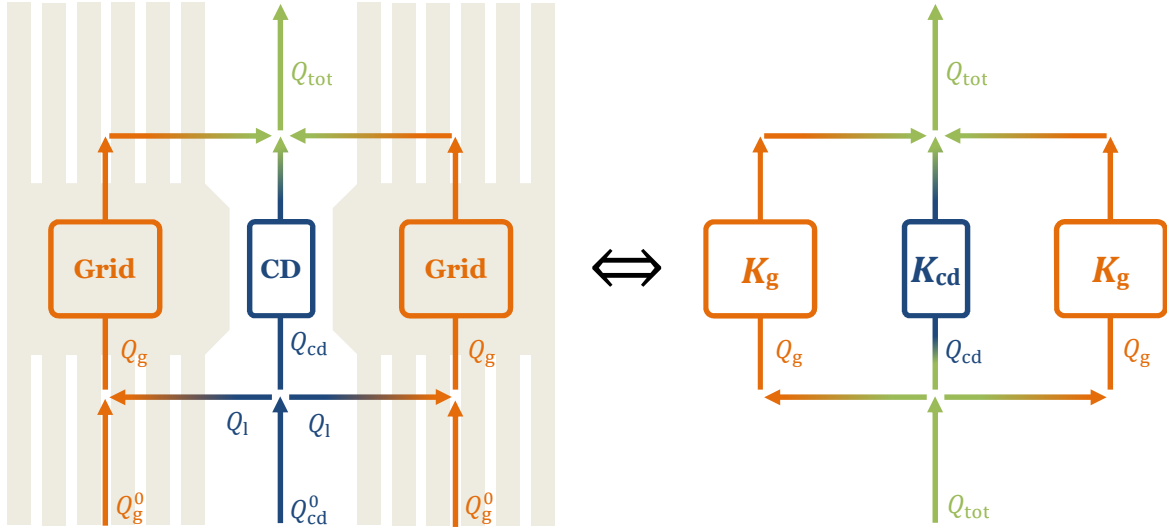 Q_tot
Q_tot
Grid
CD
Grid
K_g
K_cd
K_g
Q_g
Q_cd
Q_g
Q_g
Q_cd
Q_g
Q_l
Q_l
Q_g^0
Q_cd^0
Q_g^0
Q_tot